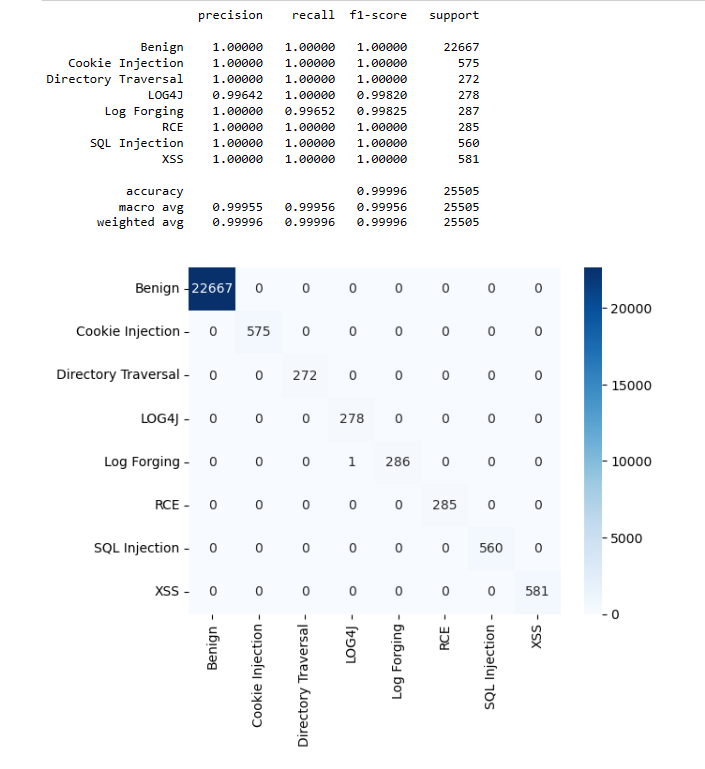 precision recall f1-score support
Benign 1.00000 1.00000 1.00000 22667
Cookie Injection 1.00000 1.00000 1.00000 575
Directory Traversal 1.00000 1.00000 1.00000 272
LOG4J 0.99642 1.00000 0.99820 278
Log Forging 1.00000 0.99652 0.99825 287
RCE 1.00000 1.00000 1.00000 285
SQL Injection 1.00000 1.00000 1.00000 560
XSS 1.00000 1.00000 1.00000 581
accuracy 0.99996 25505
macro avg 0.99955 0.99956 0.99956 25505
weighted avg 0.99996 0.99996 0.99996 25505
Benign 22667 0 0 0 0 0 0 0
Cookie Injection 0 575 0 0 0 0 0 0
Directory Traversal 0 0 272 0 0 0 0 0
LOG4J 0 0 0 278 0 0 0 0
Log Forging 0 0 0 1 286 0 0 0
RCE 0 0 0 0 0 285 0 0
SQL Injection 0 0 0 0 0 0 560 0
XSS 0 0 0 0 0 0 0 581
Benign
Cookie Injection
Directory Traversal
LOG4J
Log Forging
RCE
SQL Injection
XSS
20000
15000
10000
5000
0